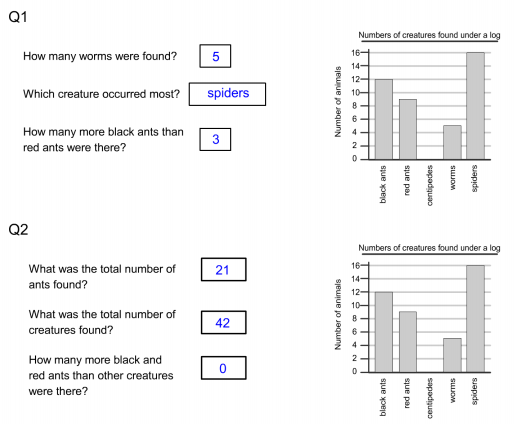 Q1
How many worms were found?
5
Which creature occurred most?
spiders
How many more black ants than
red ants were there?
3
Numbers of creatures found under a log
Number of animals
16
14
12
10
8
6
4
2
0
black ants
red ants
centipedes
worms
spiders
Q2
What was the total number of
ants found?
21
What was the total number of
creatures found?
42
How many more black and
red ants than other creatures
were there?
0
Numbers of creatures found under a log
Number of animals
16
14
12
10
8
6
4
2
0
black ants
red ants
centipedes
worms
spiders